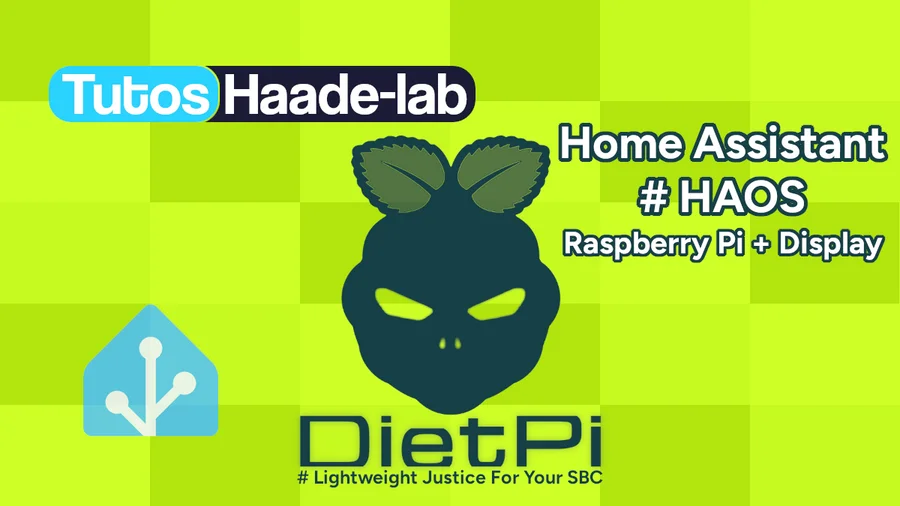 Tutos Haade-lab
Home Assistant
# HAOS
Raspberry Pi + Display
DietPi
# Lightweight Justice For Your SBC